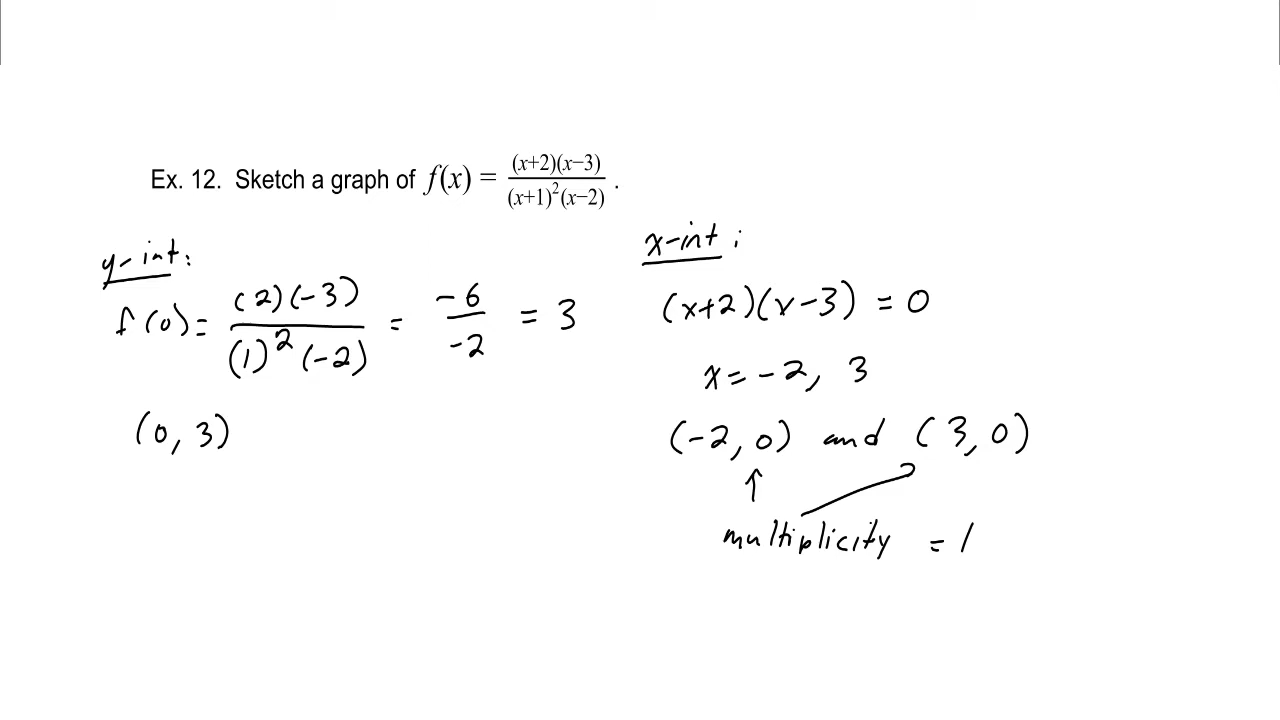 Ex. 12. Sketch a graph of f(x) = (x+2)(x−3) / (x+1)²(x−2) .
y-int:
f(0) = (2)(-3) / (1)²(-2) = -6 / -2 = 3
(0, 3)
x-int :
(x+2)(x-3) = 0
x = -2, 3
(-2, 0) and (3, 0)
multiplicity = 1